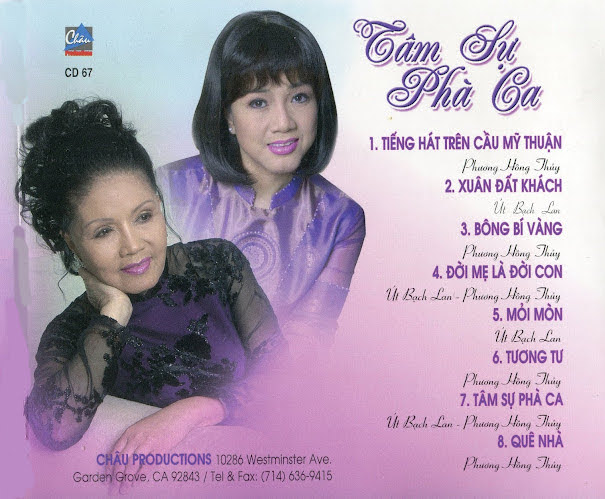 Châu
Productions
CD 67
Tâm Sự
Phà Ca
1. TIẾNG HÁT TRÊN CẦU MỸ THUẬN
Phương Hồng Thủy
2. XUÂN ĐẤT KHÁCH
Út Bạch Lan
3. BÔNG BÍ VÀNG
Phương Hồng Thủy
4. ĐỜI MẸ LÀ ĐỜI CON
Út Bạch Lan - Phương Hồng Thủy
5. MỎI MÒN
Út Bạch Lan
6. TƯƠNG TƯ
Phương Hồng Thủy
7. TÂM SỰ PHÀ CA
Út Bạch Lan - Phương Hồng Thủy
8. QUÊ NHÀ
Phương Hồng Thủy
CHÂU PRODUCTIONS 10286 Westminster Ave.
Garden Grove, CA 92843 / Tel & Fax: (714) 636-9415